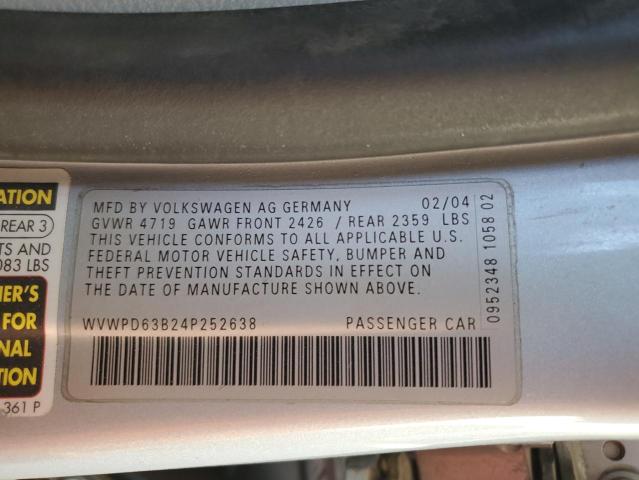 ATION
REAR 3
TS AND
083 LBS
ER'S
FOR
NAL
TION
361 P
MFD BY VOLKSWAGEN AG GERMANY 02/04
GVWR 4719 GAWR FRONT 2426 / REAR 2359 LBS
THIS VEHICLE CONFORMS TO ALL APPLICABLE U.S.
FEDERAL MOTOR VEHICLE SAFETY, BUMPER AND
THEFT PREVENTION STANDARDS IN EFFECT ON
THE DATE OF MANUFACTURE SHOWN ABOVE.
WVWPD63B24P252638 PASSENGER CAR
0952348 1058 02